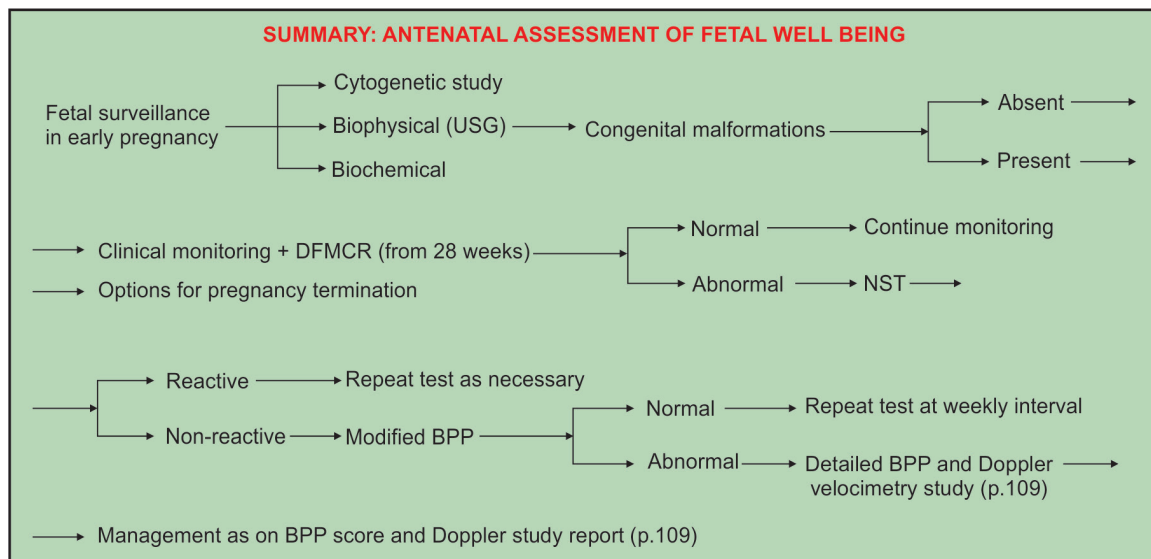 SUMMARY: ANTENATAL ASSESSMENT OF FETAL WELL BEING
Fetal surveillance
in early pregnancy
Cytogenetic study
Biophysical (USG)
Biochemical
Congenital malformations
Absent
Present
Clinical monitoring + DFMCR (from 28 weeks)
Options for pregnancy termination
Normal
Continue monitoring
Abnormal
NST
Reactive
Repeat test as necessary
Non-reactive
Modified BPP
Normal
Repeat test at weekly interval
Abnormal
Detailed BPP and Doppler
velocimetry study (p.109)
Management as on BPP score and Doppler study report (p.109)